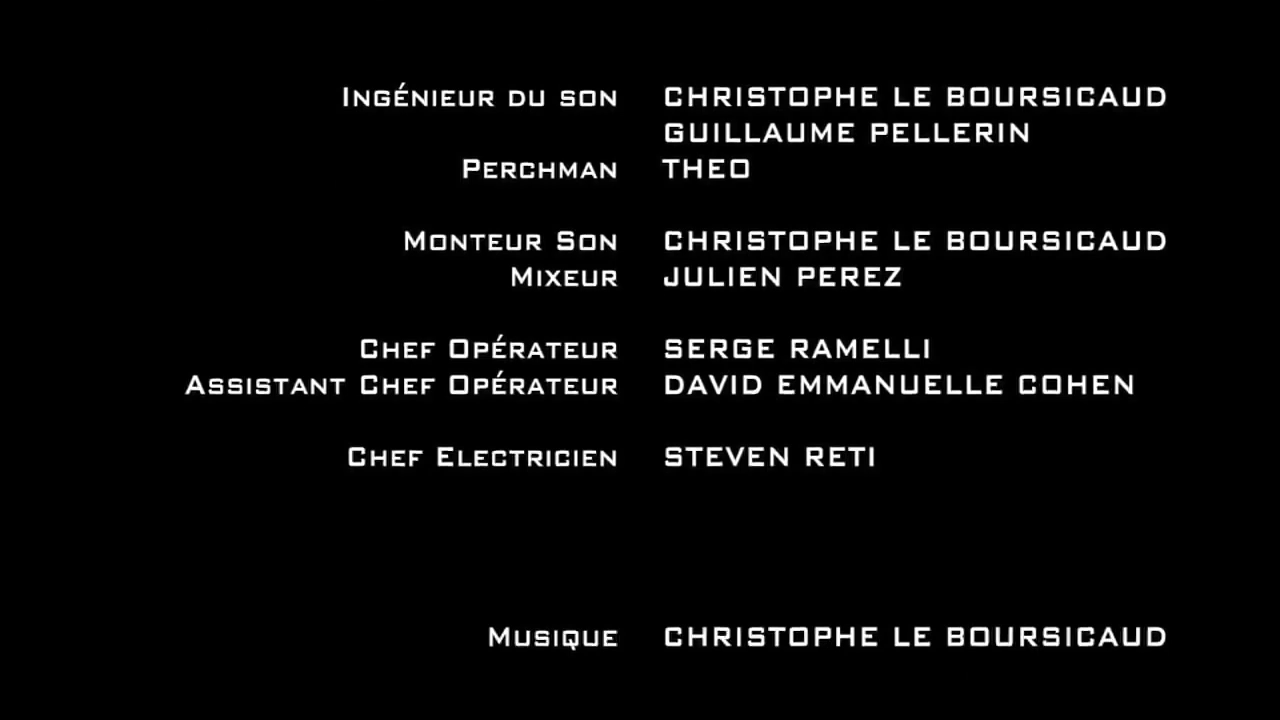 Ingénieur du son CHRISTOPHE LE BOURSICAUD
GUILLAUME PELLERIN
Perchman THEO
Monteur Son CHRISTOPHE LE BOURSICAUD
Mixeur JULIEN PEREZ
Chef Opérateur SERGE RAMELLI
Assistant Chef Opérateur DAVID EMMANUELLE COHEN
Chef Electricien STEVEN RETI
Musique CHRISTOPHE LE BOURSICAUD